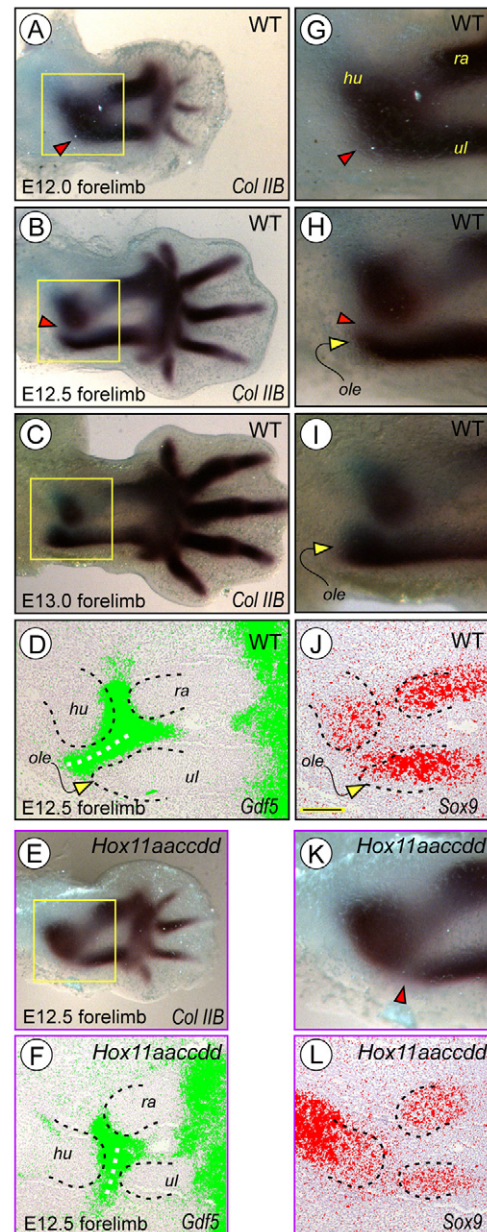 A WT
E12.0 forelimb Col IIB
G WT
hu ra
ul
B WT
E12.5 forelimb Col IIB
H WT
ole
C WT
E13.0 forelimb Col IIB
I WT
ole
D WT
hu ra
ole ul
E12.5 forelimb Gdf5
J WT
ole
Sox9
E Hox11aaccdd
E12.5 forelimb Col IIB
K Hox11aaccdd
F Hox11aaccdd
ra
hu
ul
E12.5 forelimb Gdf5
L Hox11aaccdd
Sox9